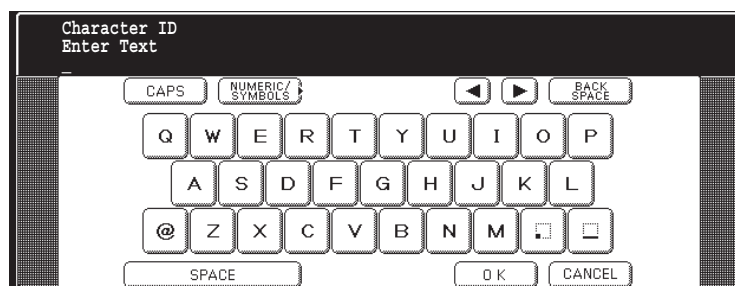 Character ID
Enter Text
_
CAPS NUMERIC/ SYMBOLS ◀ ▶ BACK SPACE
Q W E R T Y U I O P
A S D F G H J K L
@ Z X C V B N M . _
SPACE OK CANCEL